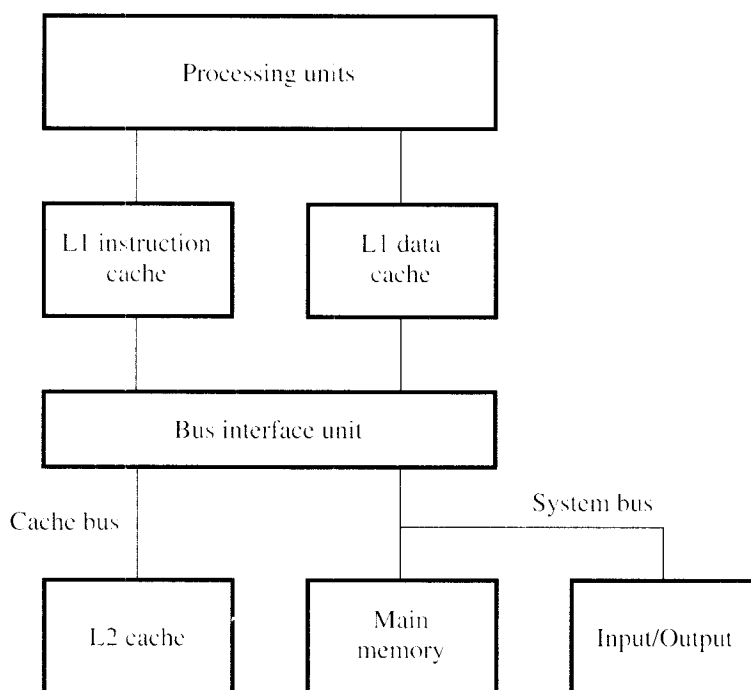 Processing units
L1 instruction
cache
L1 data
cache
Bus interface unit
System bus
Cache bus
L2 cache
Main
memory
Input/Output